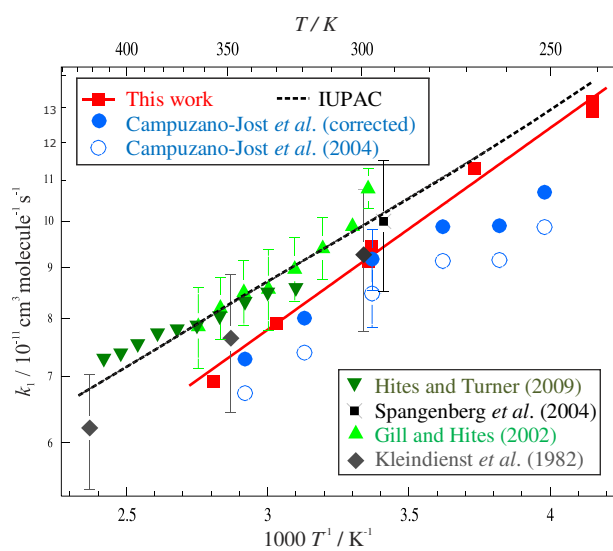 T / K
400 350 300 250
This work
IUPAC
Campuzano-Jost et al. (corrected)
Campuzano-Jost et al. (2004)
13
12
11
10
9
8
7
6
k₁ / 10⁻¹¹ cm³ molecule⁻¹ s⁻¹
Hites and Turner (2009)
Spangenberg et al. (2004)
Gill and Hites (2002)
Kleindienst et al. (1982)
2.5 3 3.5 4
1000 T⁻¹ / K⁻¹